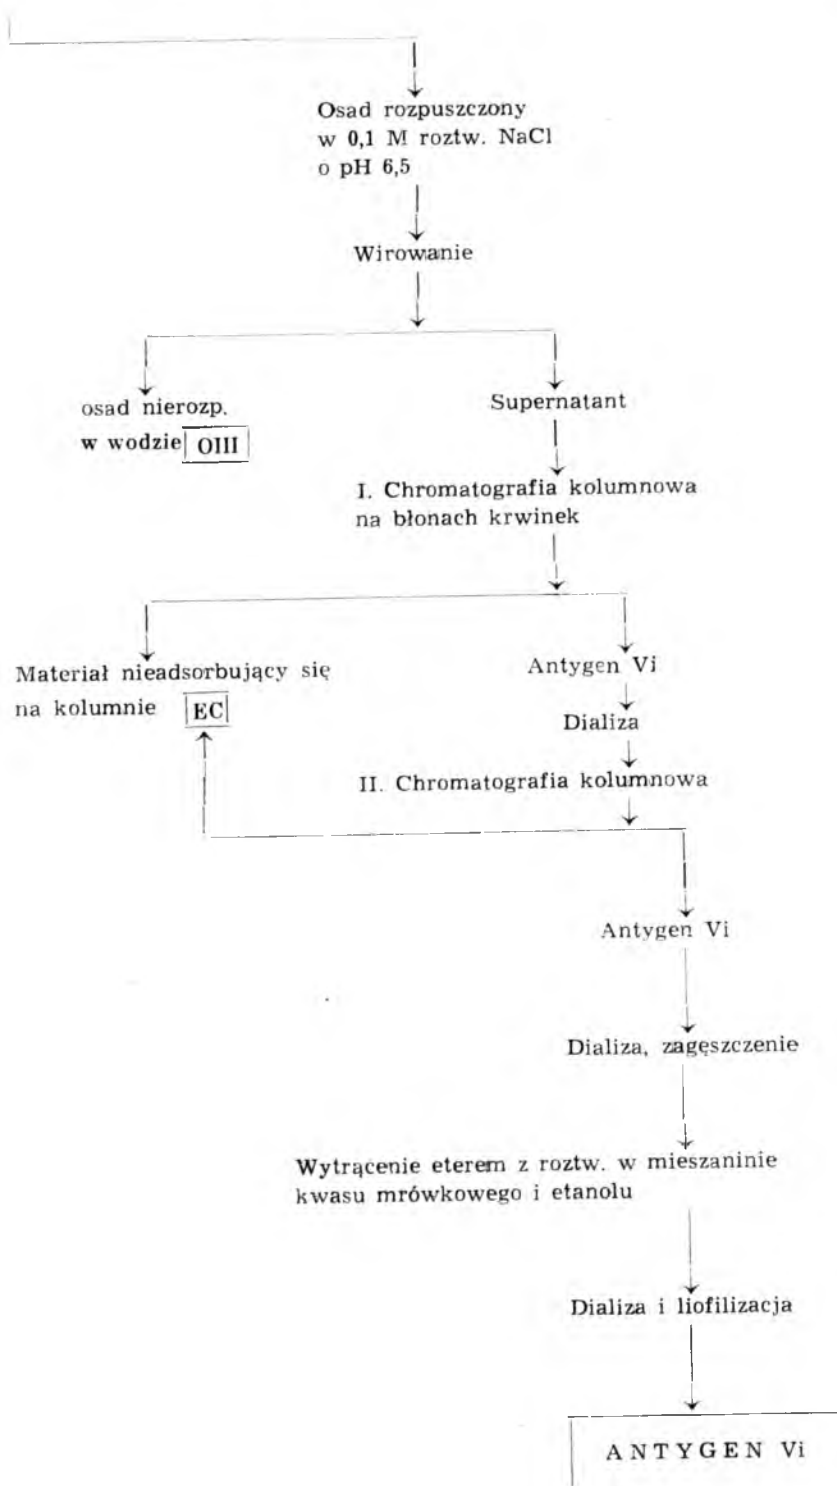 Osad rozpuszczony
w 0,1 M roztw. NaCl
o pH 6,5
Wirowanie
osad nierozp.
w wodzie OIII
Supernatant
I. Chromatografia kolumnowa
na błonach krwinek
Materiał nieadsorbujący się
na kolumnie EC
Antygen Vi
Dializa
II. Chromatografia kolumnowa
Antygen Vi
Dializa, zagęszczenie
Wytrącenie eterem z roztw. w mieszaninie
kwasu mrówkowego i etanolu
Dializa i liofilizacja
ANTYGEN Vi